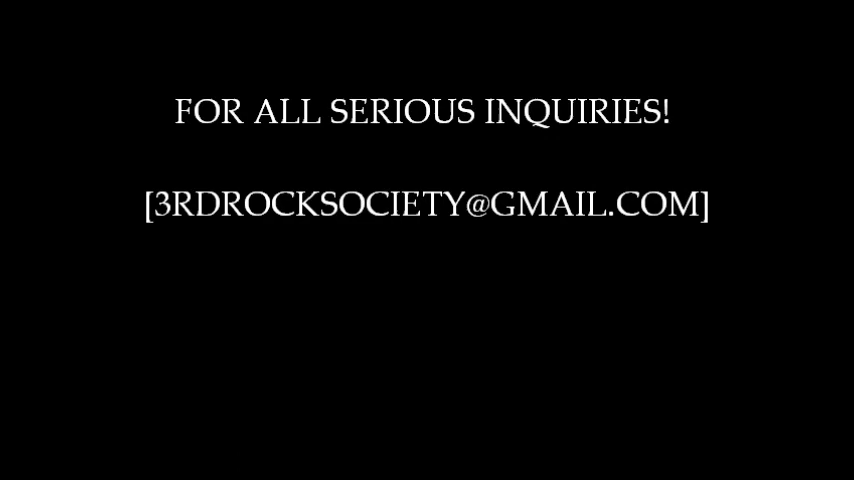 FOR ALL SERIOUS INQUIRIES!
[3RDROCKSOCIETY@GMAIL.COM]